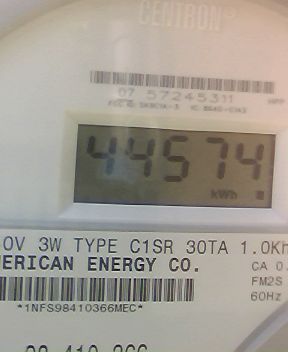 CENTRON®
07 57245311
44574
kWh
0V 3W TYPE C1SR 30TA 1.0Kh
ERICAN ENERGY CO.
CA 0.
FM2S
60Hz
*1NFS98410366MEC*